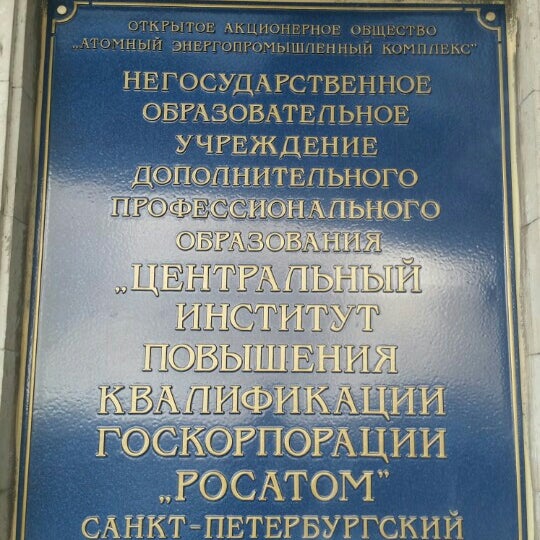 ОТКРЫТОЕ АКЦИОНЕРНОЕ ОБЩЕСТВО
„АТОМНЫЙ ЭНЕРГОПРОМЫШЛЕННЫЙ КОМПЛЕКС”
НЕГОСУДАРСТВЕННОЕ
ОБРАЗОВАТЕЛЬНОЕ
УЧРЕЖДЕНИЕ
ДОПОЛНИТЕЛЬНОГО
ПРОФЕССИОНАЛЬНОГО
ОБРАЗОВАНИЯ
„ЦЕНТРАЛЬНЫЙ
ИНСТИТУТ
ПОВЫШЕНИЯ
КВАЛИФИКАЦИИ
ГОСКОРПОРАЦИИ
„РОСАТОМ”
САНКТ-ПЕТЕРБУРГСКИЙ